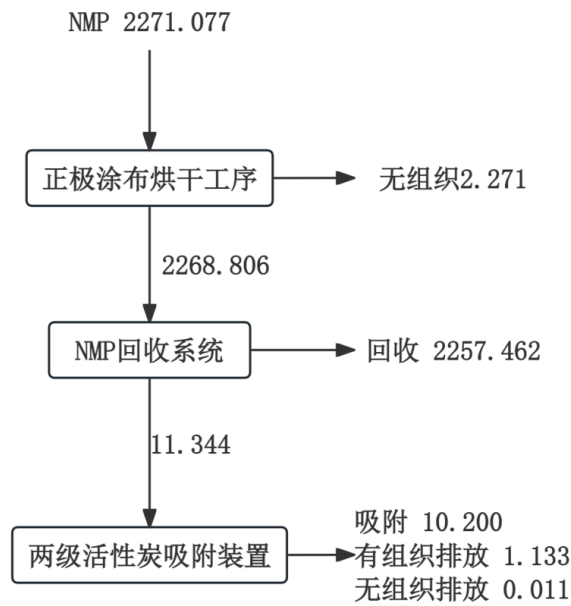 NMP 2271.077
正极涂布烘干工序
无组织2.271
2268.806
NMP回收系统
回收 2257.462
11.344
两级活性炭吸附装置
吸附 10.200
有组织排放 1.133
无组织排放 0.011